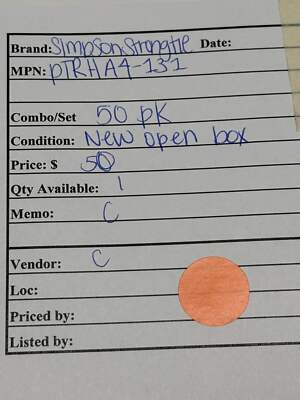 Brand: Simpson Strongtie Date:
MPN: PTRHA4-131
Combo/Set 50 pk
Condition: New open box
Price: $ 50
Qty Available: 1
Memo: C
Vendor: C
Loc:
Priced by:
Listed by: